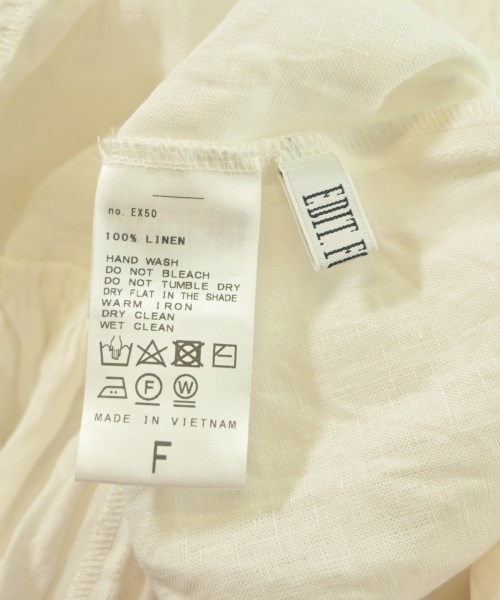 no. EX50
100% LINEN
HAND WASH
DO NOT BLEACH
DO NOT TUMBLE DRY
DRY FLAT IN THE SHADE
WARM IRON
DRY CLEAN
WET CLEAN
F W
MADE IN VIETNAM
F
EDIT.